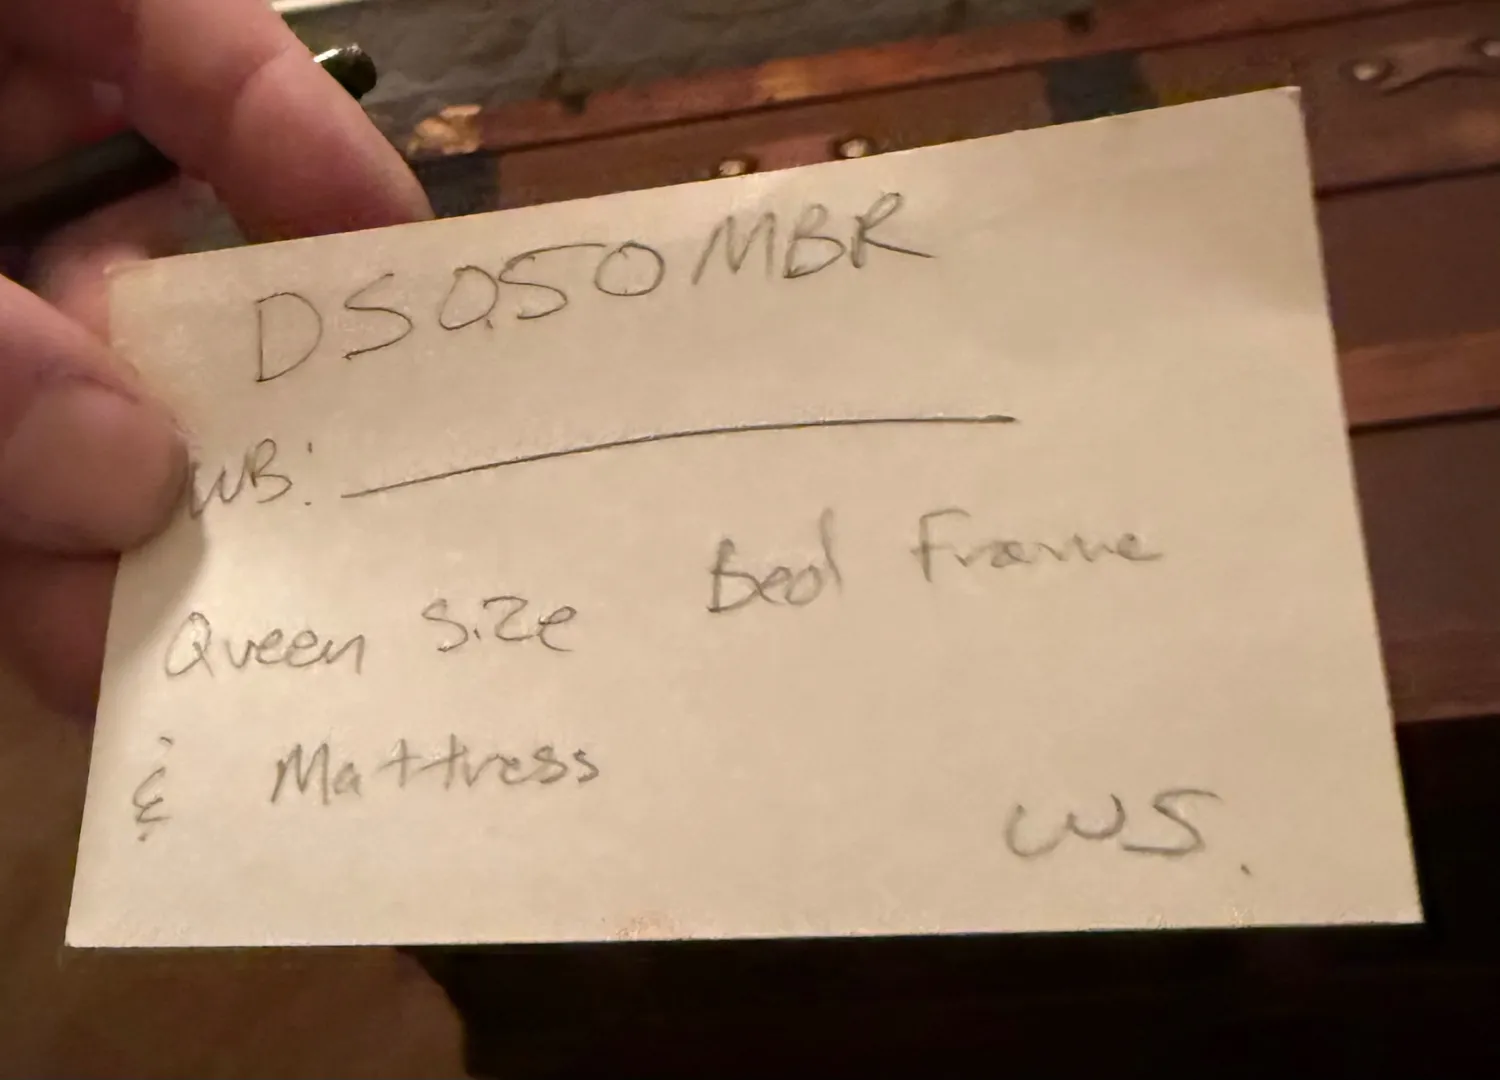 DS050MBR
WB:
Queen Size Bed Frame
& Mattress
WS.